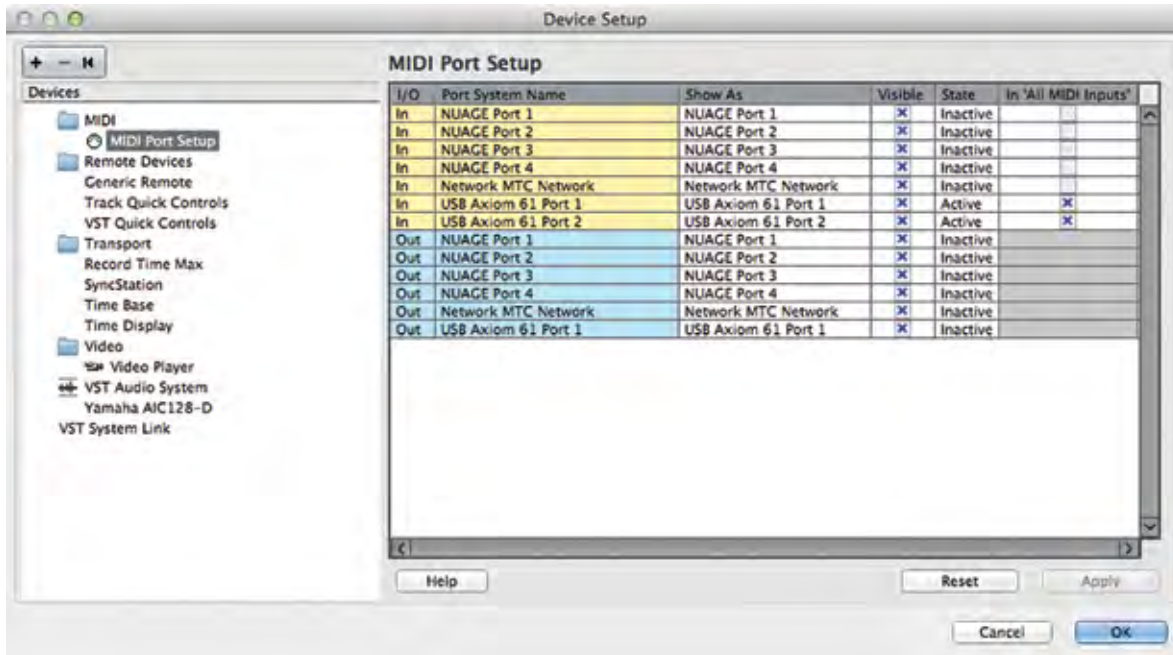 Device Setup
+ - 
Devices
MIDI
MIDI Port Setup
Remote Devices
Generic Remote
Track Quick Controls
VST Quick Controls
Transport
Record Time Max
SyncStation
Time Base
Time Display
Video
Video Player
VST Audio System
Yamaha AIC128-D
VST System Link
MIDI Port Setup
I/O Port System Name Show As Visible State In 'All MIDI Inputs'
In NUAGE Port 1 NUAGE Port 1 Inactive
In NUAGE Port 2 NUAGE Port 2 Inactive
In NUAGE Port 3 NUAGE Port 3 Inactive
In NUAGE Port 4 NUAGE Port 4 Inactive
In Network MTC Network Network MTC Network Inactive
In USB Axiom 61 Port 1 USB Axiom 61 Port 1 Active
In USB Axiom 61 Port 2 USB Axiom 61 Port 2 Active
Out NUAGE Port 1 NUAGE Port 1 Inactive
Out NUAGE Port 2 NUAGE Port 2 Inactive
Out NUAGE Port 3 NUAGE Port 3 Inactive
Out NUAGE Port 4 NUAGE Port 4 Inactive
Out Network MTC Network Network MTC Network Inactive
Out USB Axiom 61 Port 1 USB Axiom 61 Port 1 Inactive
Help Reset Apply
Cancel OK